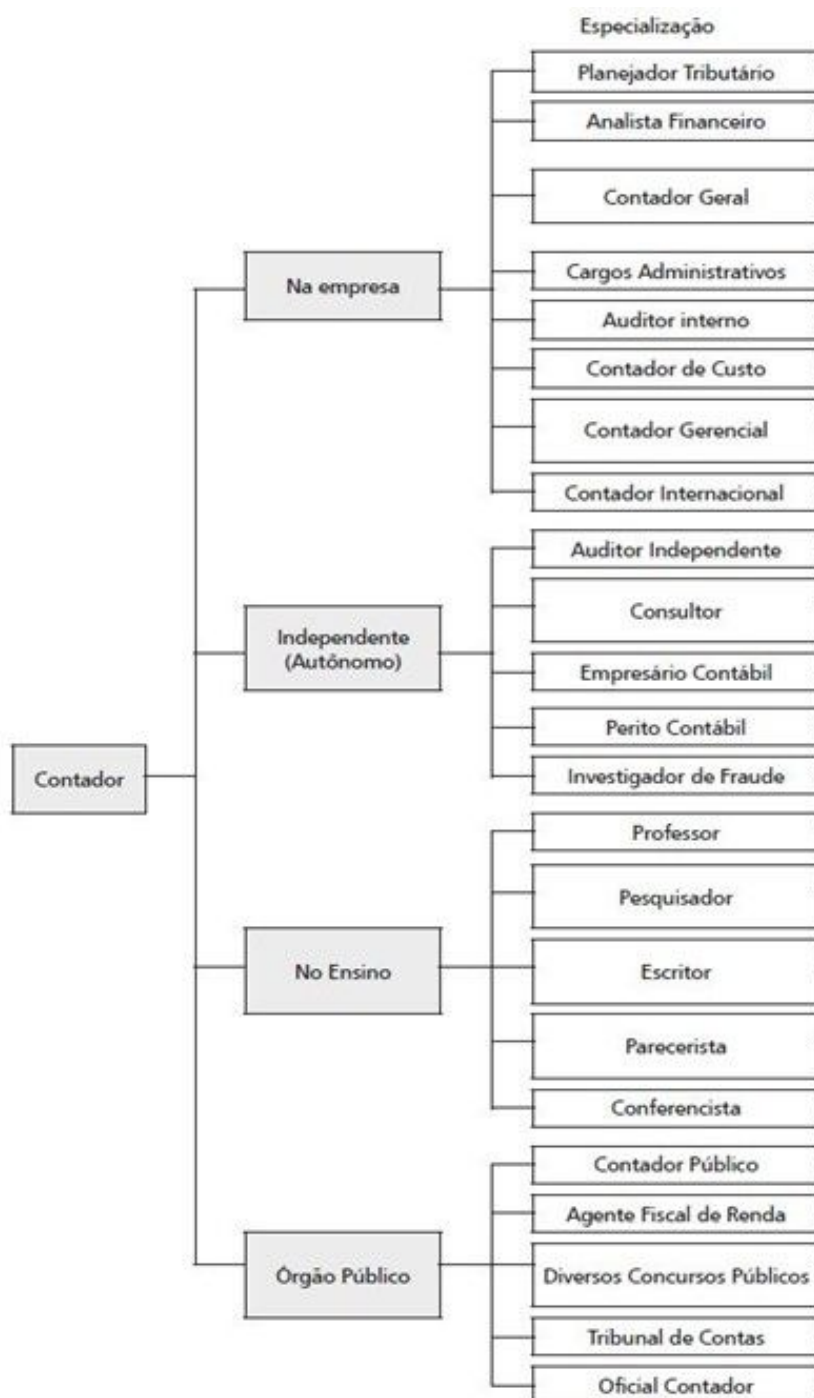 Especialização
Contador
Na empresa
Planejador Tributário
Analista Financeiro
Contador Geral
Cargos Administrativos
Auditor interno
Contador de Custo
Contador Gerencial
Contador Internacional
Independente
(Autônomo)
Auditor Independente
Consultor
Empresário Contábil
Perito Contábil
Investigador de Fraude
No Ensino
Professor
Pesquisador
Escritor
Parecerista
Conferencista
Órgão Público
Contador Público
Agente Fiscal de Renda
Diversos Concursos Públicos
Tribunal de Contas
Oficial Contador